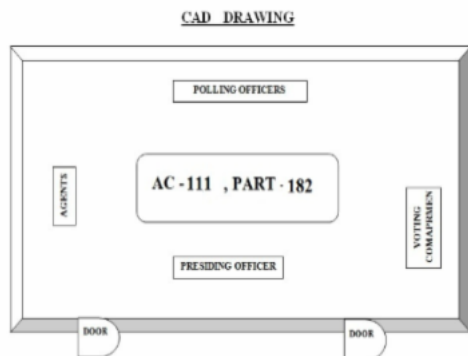 CAD DRAWING
POLLING OFFICERS
AC -111 , PART - 182
AGENTS
VOTING
COMAPRMEN
PRESIDING OFFICER
DOOR
DOOR